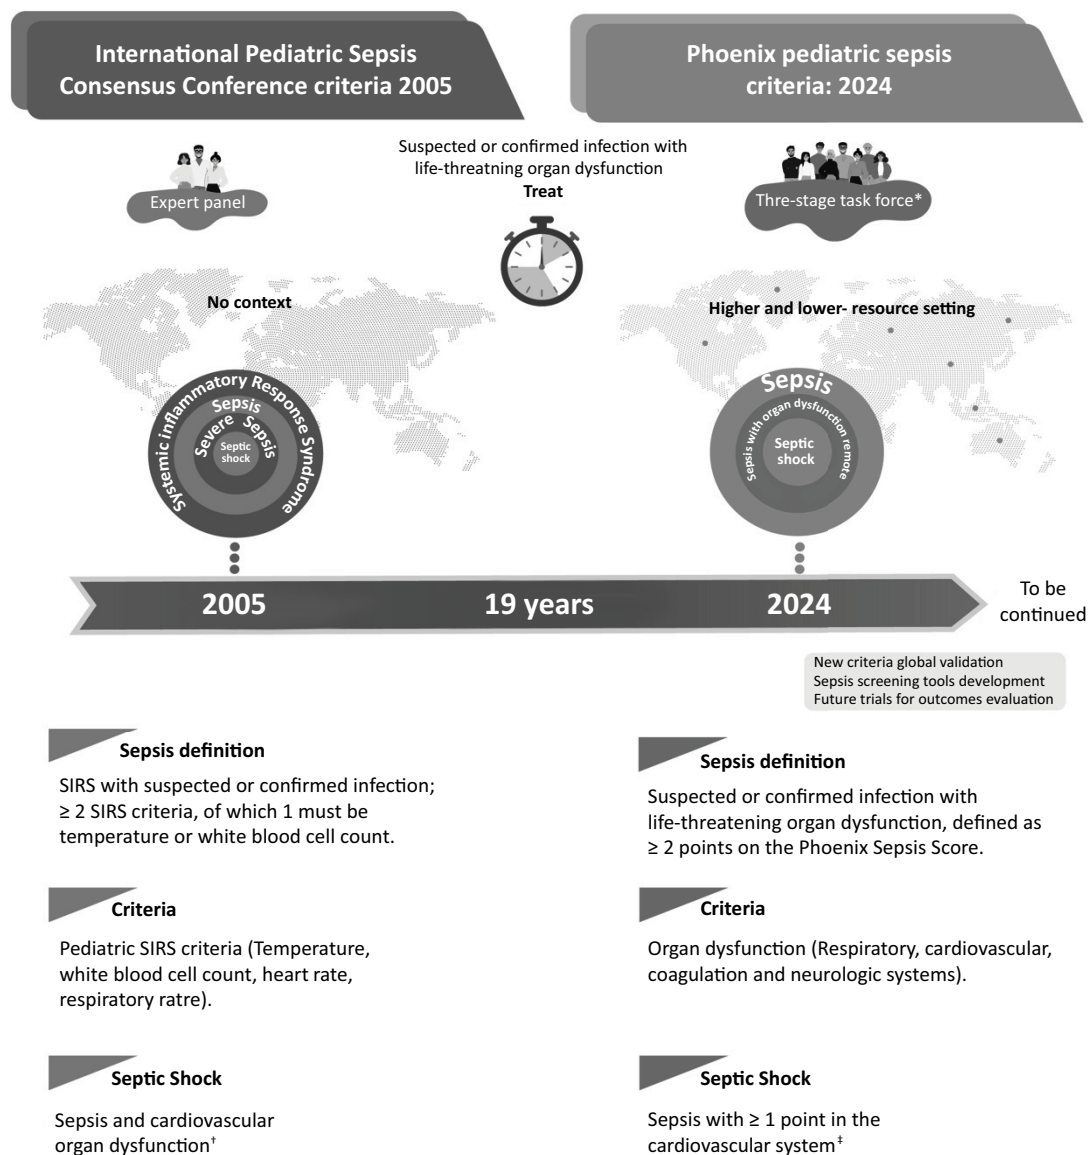 International Pediatric Sepsis
Consensus Conference criteria 2005
Phoenix pediatric sepsis
criteria: 2024
Suspected or confirmed infection with
life-threatning organ dysfunction
Treat
Expert panel
Thre-stage task force*
No context
Higher and lower- resource setting
Systemic inflammatory Response Syndrome
Sepsis
Severe Sepsis
Septic
shock
Sepsis
Sepsis with organ dysfunction remote
Septic
shock
2005
19 years
2024
To be
continued
New criteria global validation
Sepsis screening tools development
Future trials for outcomes evaluation
Sepsis definition
SIRS with suspected or confirmed infection;
≥ 2 SIRS criteria, of which 1 must be
temperature or white blood cell count.
Criteria
Pediatric SIRS criteria (Temperature,
white blood cell count, heart rate,
respiratory ratre).
Septic Shock
Sepsis and cardiovascular
organ dysfunction†
Sepsis definition
Suspected or confirmed infection with
life-threatening organ dysfunction, defined as
≥ 2 points on the Phoenix Sepsis Score.
Criteria
Organ dysfunction (Respiratory, cardiovascular,
coagulation and neurologic systems).
Septic Shock
Sepsis with ≥ 1 point in the
cardiovascular system‡